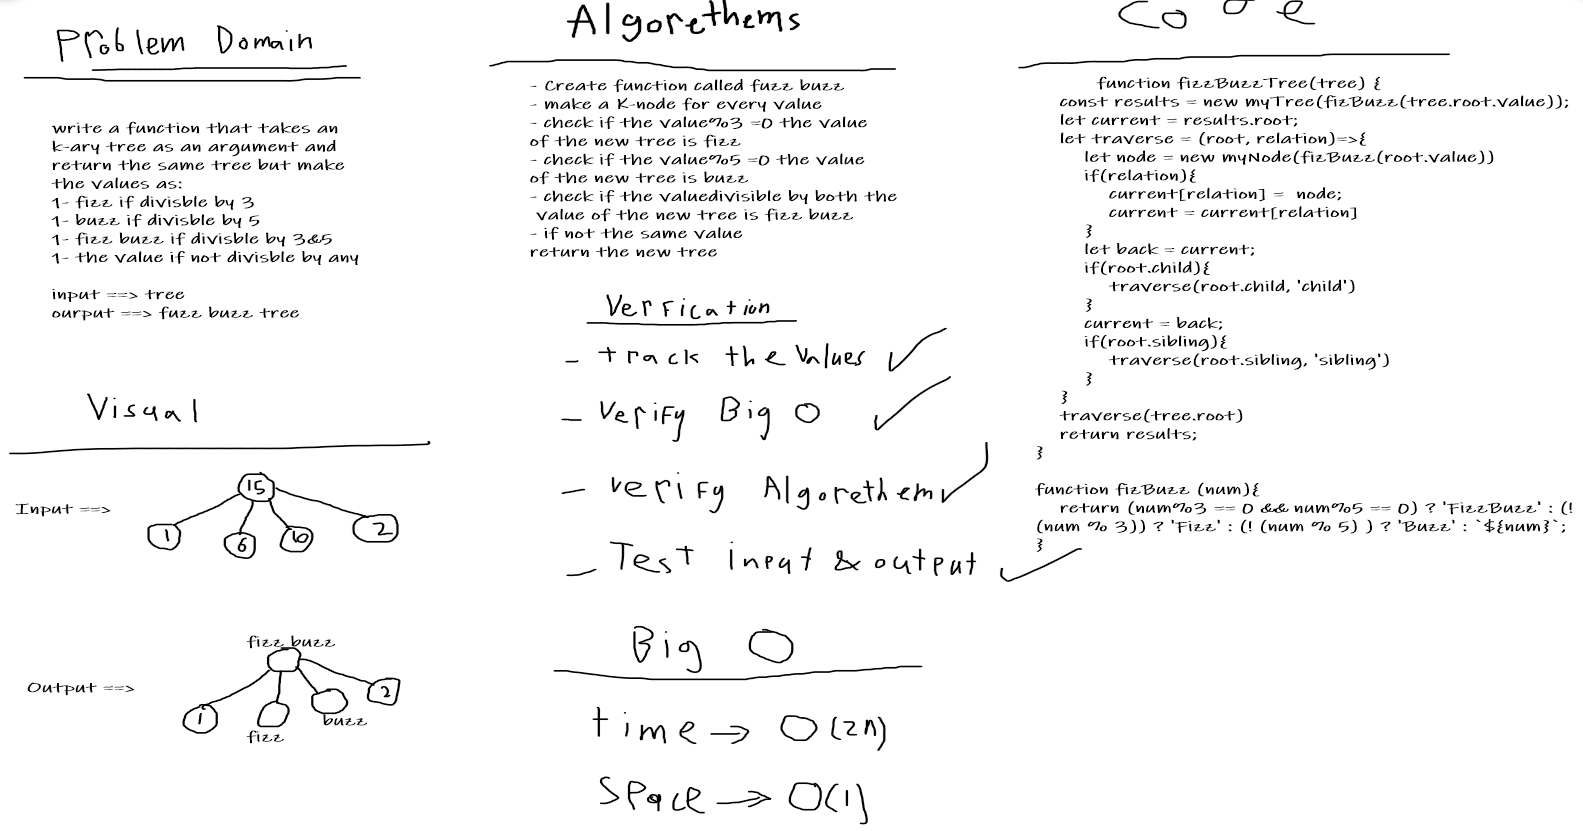 Problem Domain
write a function that takes an
k-ary tree as an argument and
return the same tree but make
the values as:
1- fizz if divisble by 3
1- buzz if divisble by 5
1- fizz buzz if divisble by 3&5
1- the value if not divisble by any
input ==> tree
ourput ==> fuzz buzz tree
Visual
Input ==>
15
1
6
10
2
Output ==>
fizz buzz
1
fizz
buzz
2
Algorethems
- Create function called fuzz buzz
- make a K-node for every value
- check if the value%3 =0 the value
of the new tree is fizz
- check if the value%5 =0 the value
of the new tree is buzz
- check if the valuedivisible by both the
value of the new tree is fizz buzz
- if not the same value
return the new tree
Verfication
- track the Values
- Verify Big O
- verify Algorethem
- Test input & output
Big O
time -> O(2n)
Space -> O(1)
Code
function fizzBuzzTree(tree) {
const results = new myTree(fizBuzz(tree.root.value));
let current = results.root;
let traverse = (root, relation)=>{
let node = new myNode(fizBuzz(root.value))
if(relation){
current[relation] = node;
current = current[relation]
}
let back = current;
if(root.child){
traverse(root.child, 'child')
}
current = back;
if(root.sibling){
traverse(root.sibling, 'sibling')
}
}
traverse(tree.root)
return results;
}
function fizBuzz (num){
return (num%3 == 0 && num%5 == 0) ? 'FizzBuzz' : (!
(num % 3)) ? 'Fizz' : (! (num % 5) ) ? 'Buzz' : `${num}`;
}